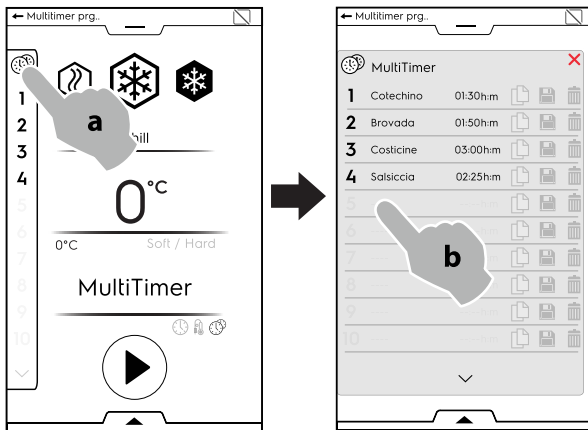 Multitimer prg..
1
2
3
4
5
6
7
8
9
10
a
hill
0°C
0°C Soft / Hard
MultiTimer
Multitimer prg..
MultiTimer
1 Cotechino 01:30h:m
2 Brovada 01:50h:m
3 Costicine 03:00h:m
4 Salsiccia 02:25h:m
5 --:--h:m
6 h:m
7 h:m
8 --:--h:m
9 --:--h:m
10 --:--h:m
b